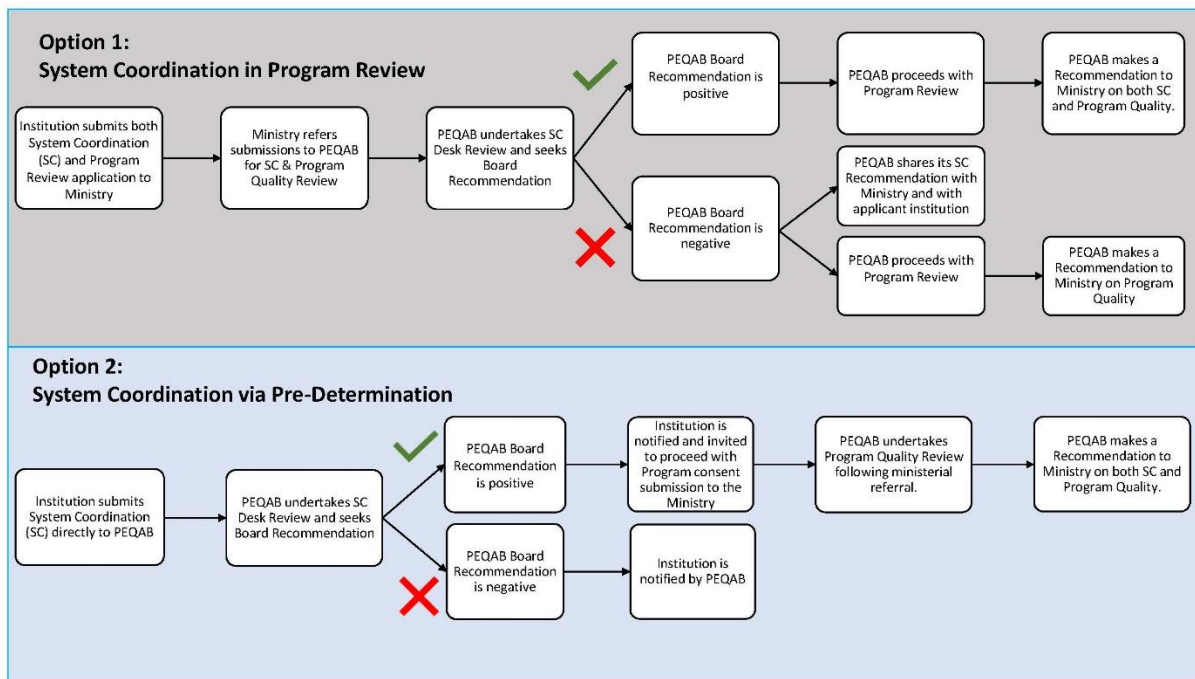 Option 1:
System Coordination in Program Review
Institution submits both
System Coordination
(SC) and Program
Review application to
Ministry
Ministry refers
submissions to PEQAB
for SC & Program
Quality Review
PEQAB undertakes SC
Desk Review and seeks
Board
Recommendation
PEQAB Board
Recommendation is
positive
PEQAB proceeds with
Program Review
PEQAB makes a
Recommendation to
Ministry on both SC
and Program Quality.
PEQAB Board
Recommendation is
negative
PEQAB shares its SC
Recommendation with
Ministry and with
applicant institution
PEQAB proceeds with
Program Review
PEQAB makes a
Recommendation to
Ministry on Program
Quality
Option 2:
System Coordination via Pre-Determination
Institution submits
System Coordination
(SC) directly to PEQAB
PEQAB undertakes SC
Desk Review and seeks
Board Recommendation
PEQAB Board
Recommendation
is positive
Institution is
notified and invited
to proceed with
Program consent
submission to the
Ministry
PEQAB undertakes
Program Quality Review
following ministerial
referral.
PEQAB makes a
Recommendation to
Ministry on both SC and
Program Quality.
PEQAB Board
Recommendation
is negative
Institution is
notified by PEQAB